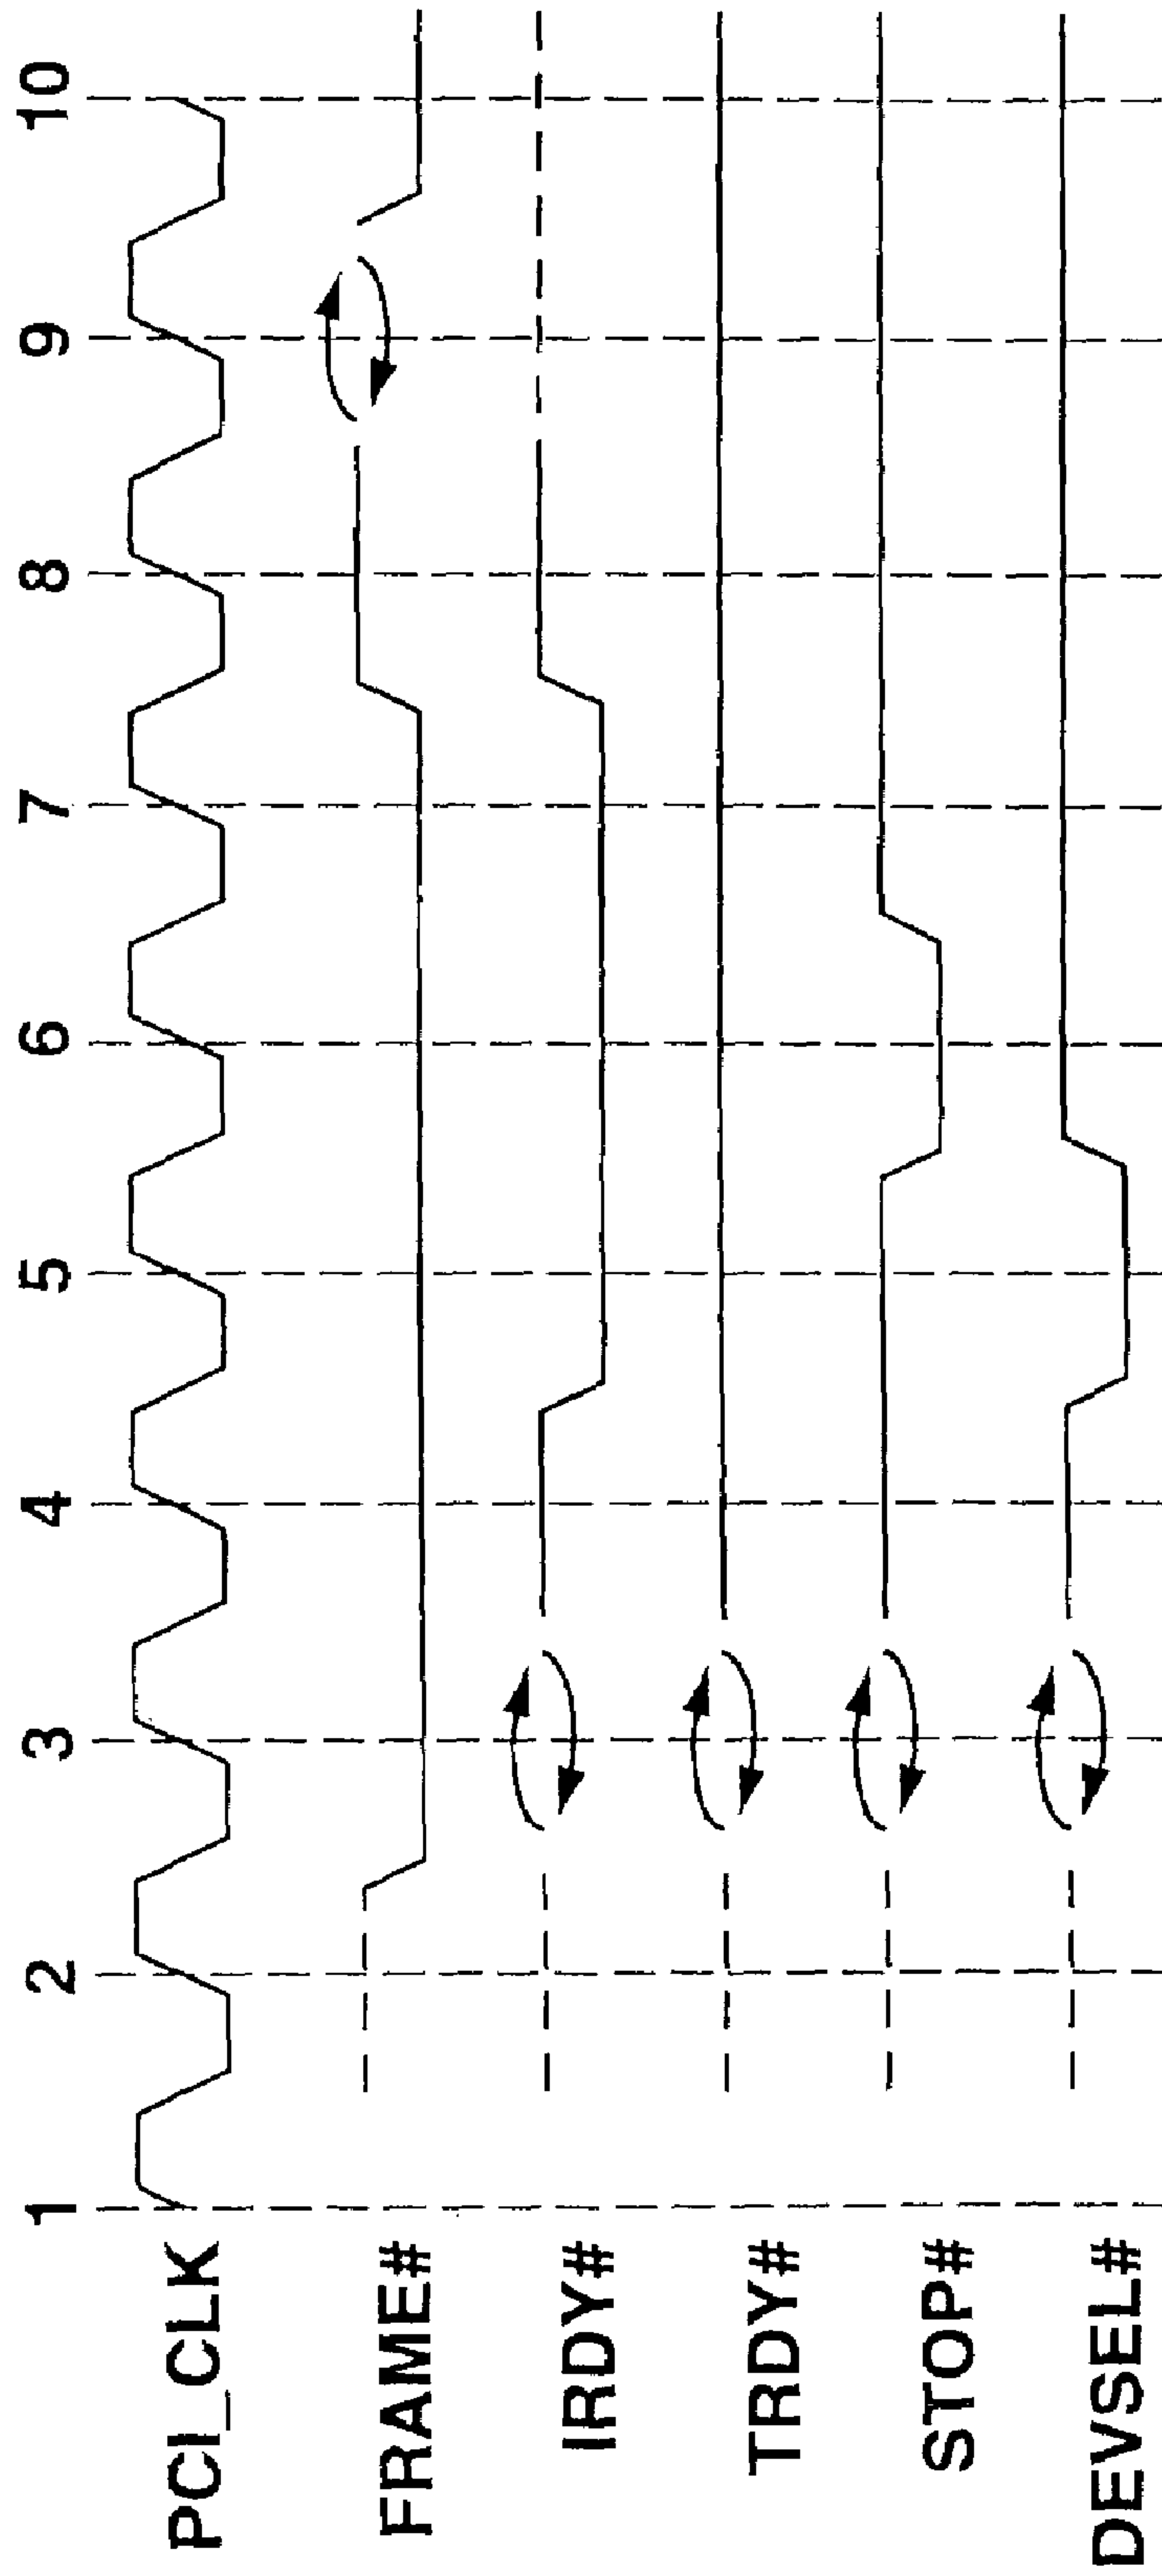 1 2 3 4 5 6 7 8 9 10
PCI_CLK
FRAME#
IRDY#
TRDY#
STOP#
DEVSEL#